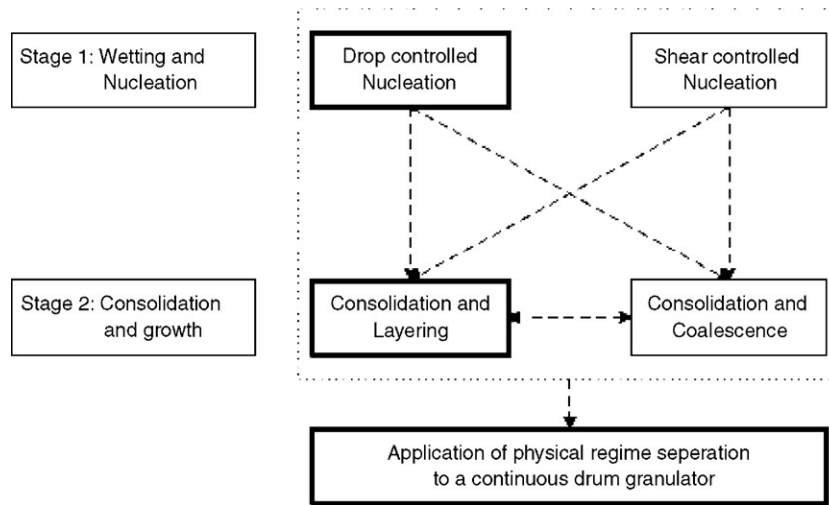 Stage 1: Wetting and
Nucleation
Drop controlled
Nucleation
Shear controlled
Nucleation
Stage 2: Consolidation
and growth
Consolidation and
Layering
Consolidation and
Coalescence
Application of physical regime seperation
to a continuous drum granulator